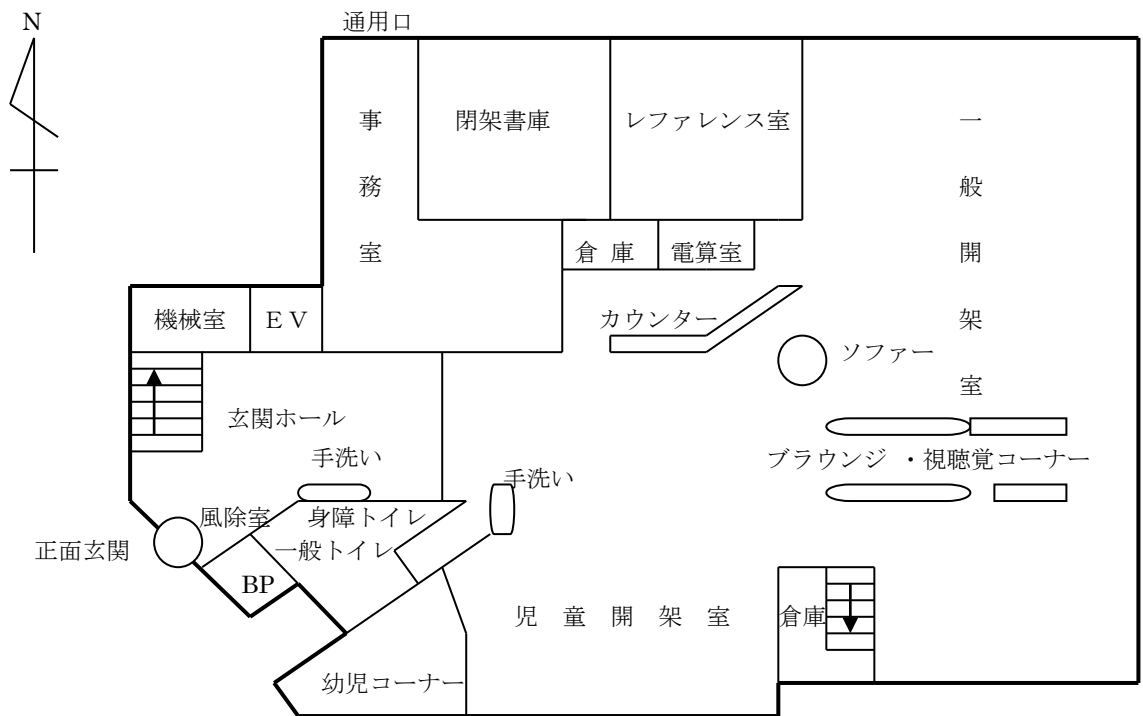 N
通用口
事務室
閉架書庫
レファレンス室
一般開架室
倉 庫
電算室
機械室
ＥＶ
カウンター
ソファー
玄関ホール
手洗い
ブラウンジ ・視聴覚コーナー
手洗い
風除室
身障トイレ
正面玄関
一般トイレ
BP
児 童 開 架 室
倉庫
幼児コーナー